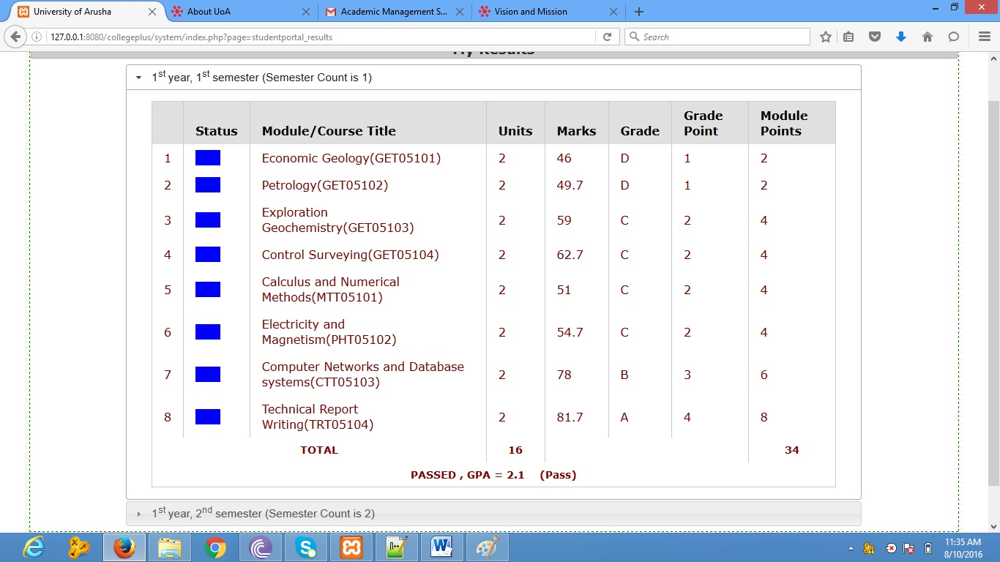 University of Arusha
About UoA
Academic Management S...
Vision and Mission
127.0.0.1:8080/collegeplus/system/index.php?page=studentportal_results
Search
My Results
1st year, 1st semester (Semester Count is 1)
Status Module/Course Title Units Marks Grade Grade Point Module Points
1 Economic Geology(GET05101) 2 46 D 1 2
2 Petrology(GET05102) 2 49.7 D 1 2
3 Exploration
Geochemistry(GET05103) 2 59 C 2 4
4 Control Surveying(GET05104) 2 62.7 C 2 4
5 Calculus and Numerical
Methods(MTT05101) 2 51 C 2 4
6 Electricity and
Magnetism(PHT05102) 2 54.7 C 2 4
7 Computer Networks and Database
systems(CTT05103) 2 78 B 3 6
8 Technical Report
Writing(TRT05104) 2 81.7 A 4 8
TOTAL 16 34
PASSED , GPA = 2.1 (Pass)
1st year, 2nd semester (Semester Count is 2)
11:35 AM
8/10/2016